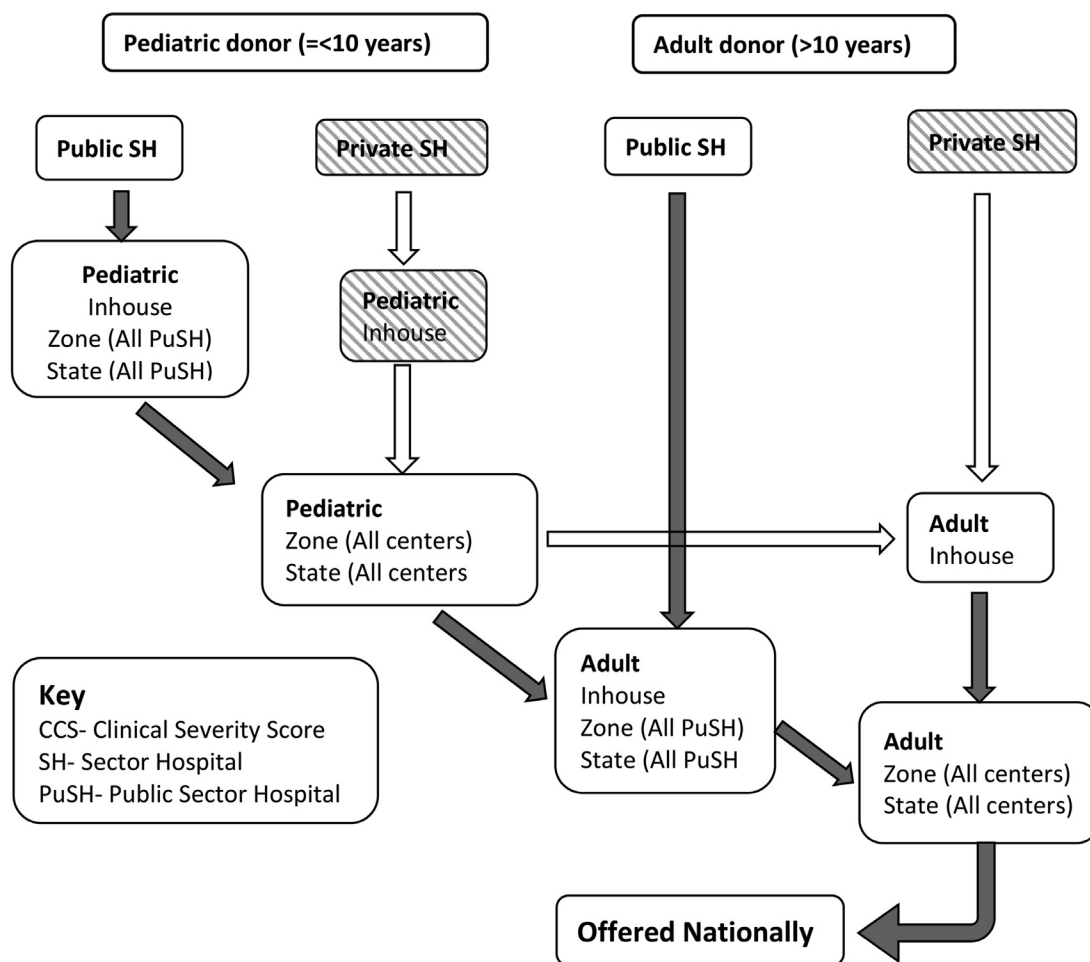 Pediatric donor (=<10 years)
Adult donor (>10 years)
Public SH
Private SH
Public SH
Private SH
Pediatric
Inhouse
Zone (All PuSH)
State (All PuSH)
Pediatric
Inhouse
Pediatric
Zone (All centers)
State (All centers
Adult
Inhouse
Adult
Inhouse
Zone (All PuSH)
State (All PuSH
Adult
Zone (All centers)
State (All centers)
Key
CCS- Clinical Severity Score
SH- Sector Hospital
PuSH- Public Sector Hospital
Offered Nationally